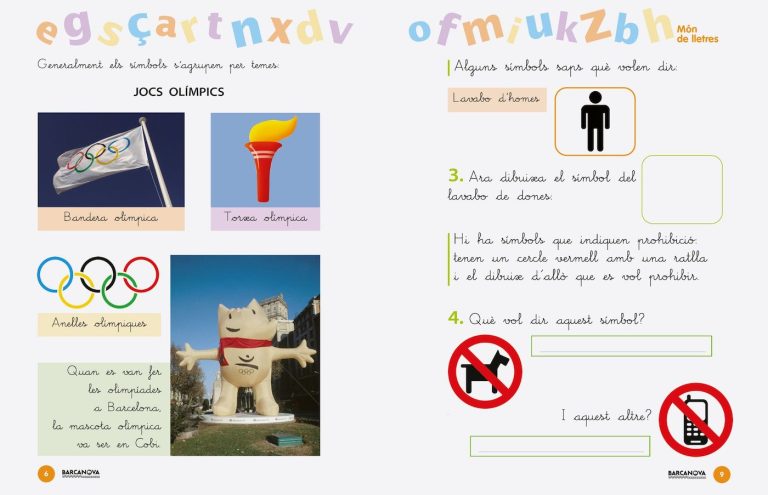 e g s ç a r t n x d v
Generalment els símbols s'agrupen per temes:
JOCS OLÍMPICS
Bandera olímpica
Torxa olímpica
Anelles olímpiques
Quan es van fer
les olimpíades
a Barcelona,
la mascota olímpica
va ser en Cobi.
6
BARCANOVA
o f m i u k z b h
Món
de lletres
Alguns símbols saps què volen dir:
Lavabo d'homes
3. Ara dibuixa el símbol del
lavabo de dones:
Hi ha símbols que indiquen prohibició:
tenen un cercle vermell amb una ratlla
i el dibuix d'allò que es vol prohibir.
4. Què vol dir aquest símbol?
I aquest altre?
BARCANOVA
9